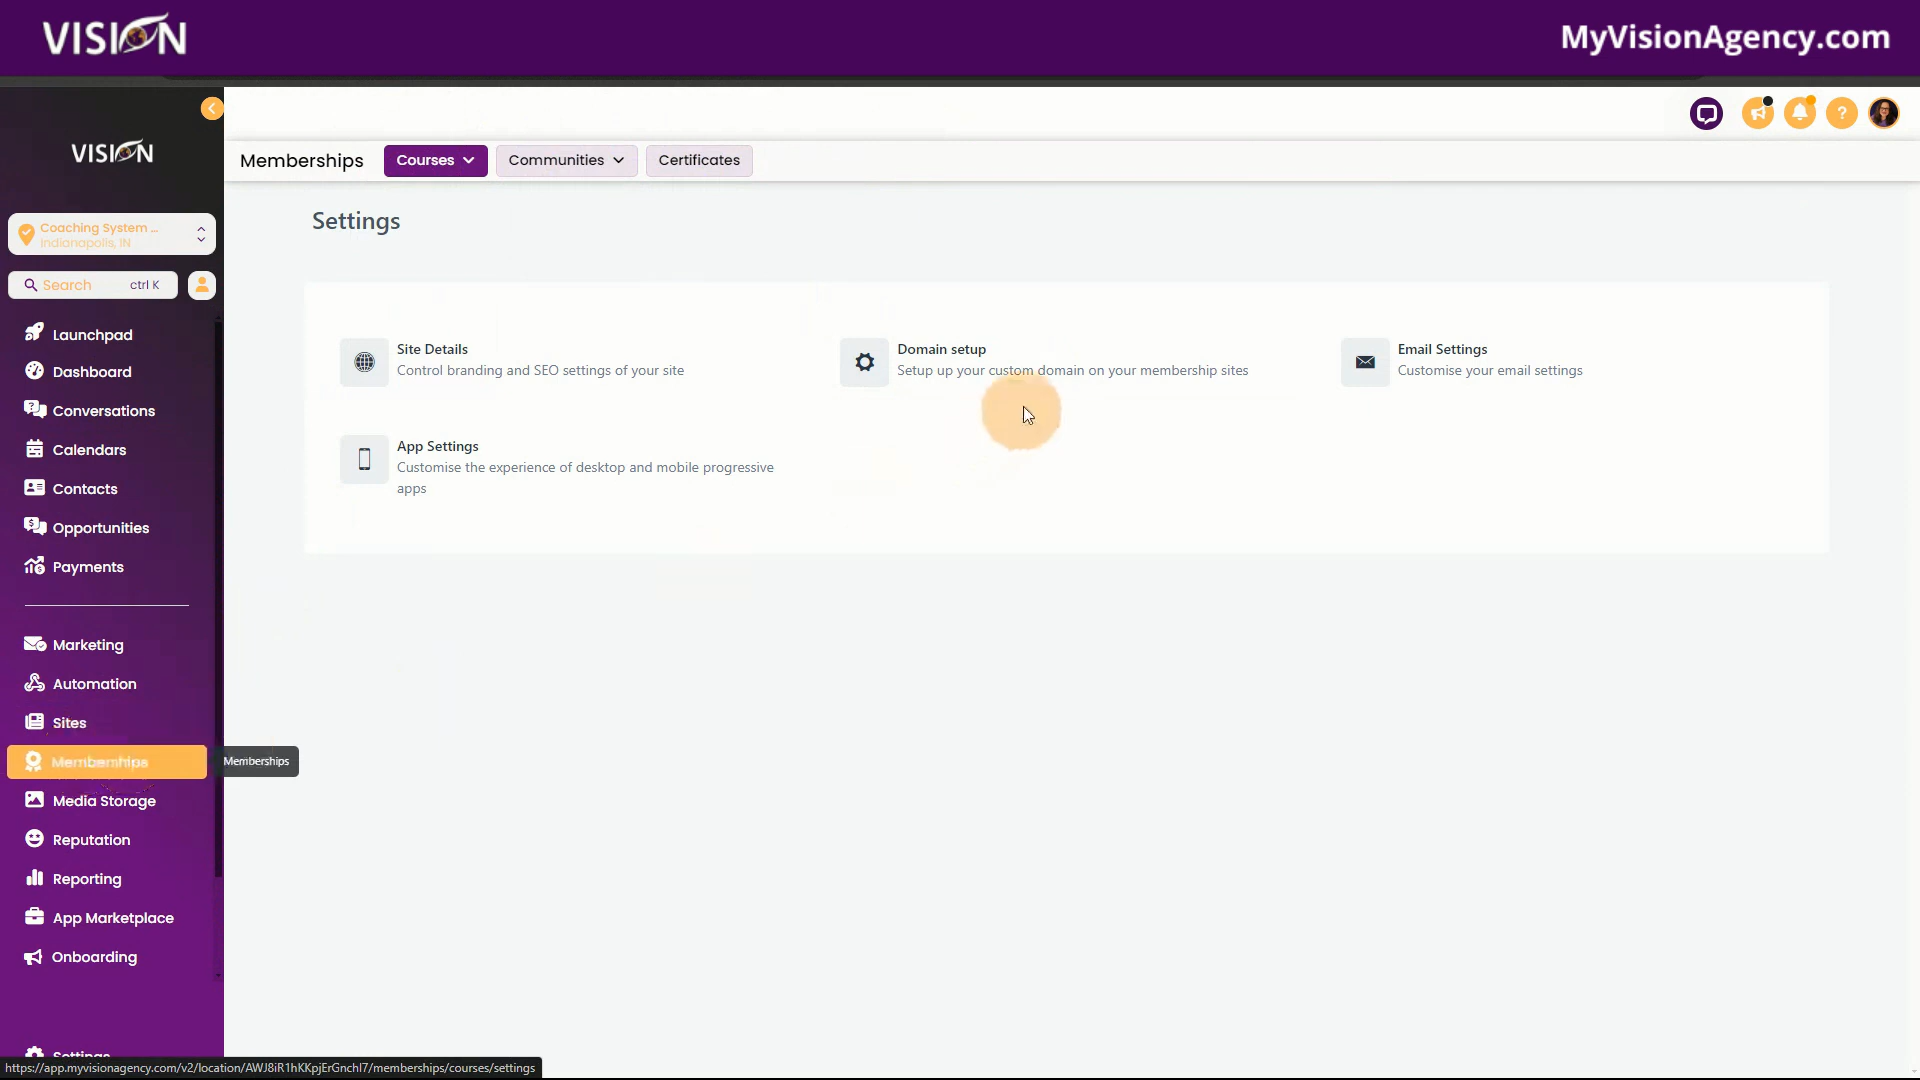 VISION
MyVisionAgency.com
VISION
Coaching System ...
Indianapolis, IN
Search
ctrl K
Launchpad
Dashboard
Conversations
Calendars
Contacts
Opportunities
Payments
Marketing
Automation
Sites
Memberships
Memberships
Media Storage
Reputation
Reporting
App Marketplace
Onboarding
Settings
Memberships
Courses
Communities
Certificates
?
Settings
Site Details
Control branding and SEO settings of your site
Domain setup
Setup up your custom domain on your membership sites
Email Settings
Customise your email settings
App Settings
Customise the experience of desktop and mobile progressive
apps
https://app.myvisionagency.com/v2/location/AWJ8iR1hKKpjErGnchI7/memberships/courses/settings